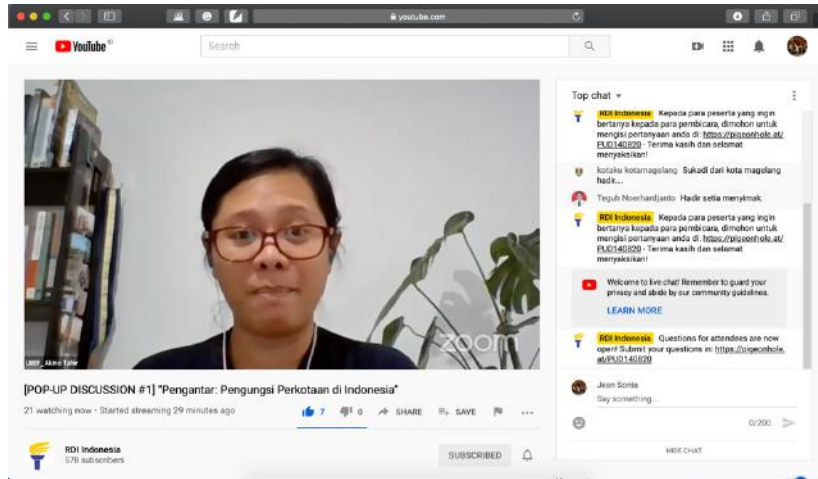 youtube.com
YouTube
Search
Top chat
RDI Indonesia Kepada para peserta yang ingin
bertanya kepada para pembicara, dimohon untuk
mengisi pertanyaan anda di: https://pigeonhole.at/
PUD140820 - Terima kasih dan selamat
menyaksikan!
kotaku kotamagelang Sukadi dari kota magelang
hadir....
Teguh Noerhardjanto Hadir setia menyimak.
RDI Indonesia Kepada para peserta yang ingin
bertanya kepada para pembicara, dimohon untuk
mengisi pertanyaan anda di: https://pigeonhole.at/
PUD140820 - Terima kasih dan selamat
menyaksikan!
Welcome to live chat! Remember to guard your
privacy and abide by our community guidelines.
LEARN MORE
RDI Indonesia Questions for attendees are now
open! Submit your questions in: https://pigeonhole.
at/PUD140820
Jean Sonia
Say something...
0/200
HIDE CHAT
zoom
UREF_Akino Tahir
[POP-UP DISCUSSION #1] "Pengantar: Pengungsi Perkotaan di Indonesia"
21 watching now · Started streaming 29 minutes ago
7
0
SHARE
SAVE
RDI Indonesia
578 subscribers
SUBSCRIBED